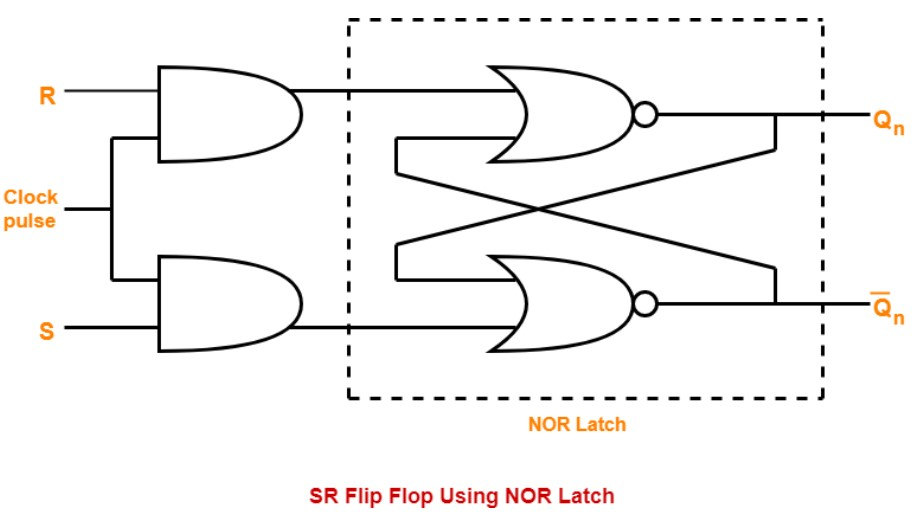 R
Qn
Clock
pulse
S
Q̅n
NOR Latch
SR Flip Flop Using NOR Latch